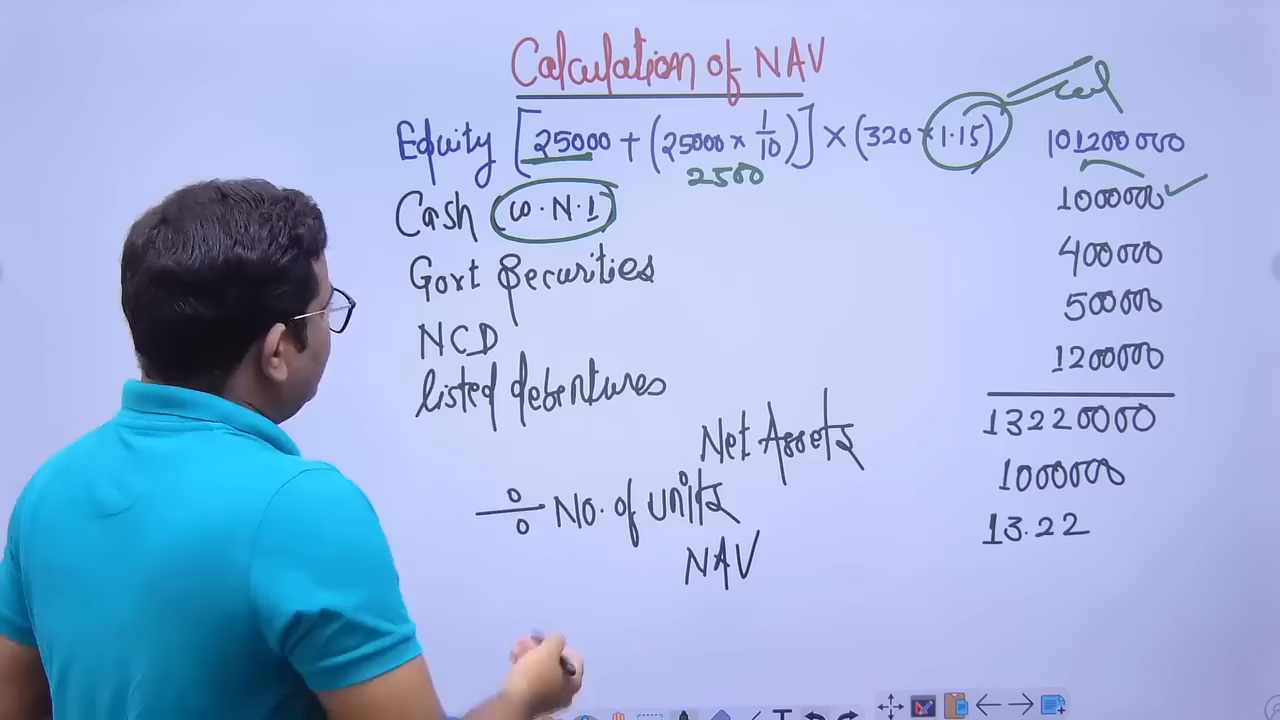 Calculation of NAV
Equity [25000 + (25000 × 1/10)] × (320 × 1.15) 101200000
2500
Cash (W.N.1) 1000000
Govt Securities 400000
NCD 500000
listed debentures 1200000
Net Assets 13220000
÷ No. of units 1000000
NAV 13.22